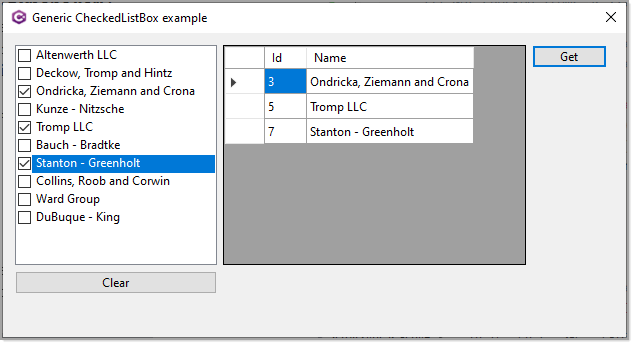 Generic CheckedListBox example
Altenwerth LLC
Deckow, Tromp and Hintz
Ondricka, Ziemann and Crona
Kunze - Nitzsche
Tromp LLC
Bauch - Bradtke
Stanton - Greenholt
Collins, Roob and Corwin
Ward Group
DuBuque - King
Clear
Id Name
3 Ondricka, Ziemann and Crona
5 Tromp LLC
7 Stanton - Greenholt
Get